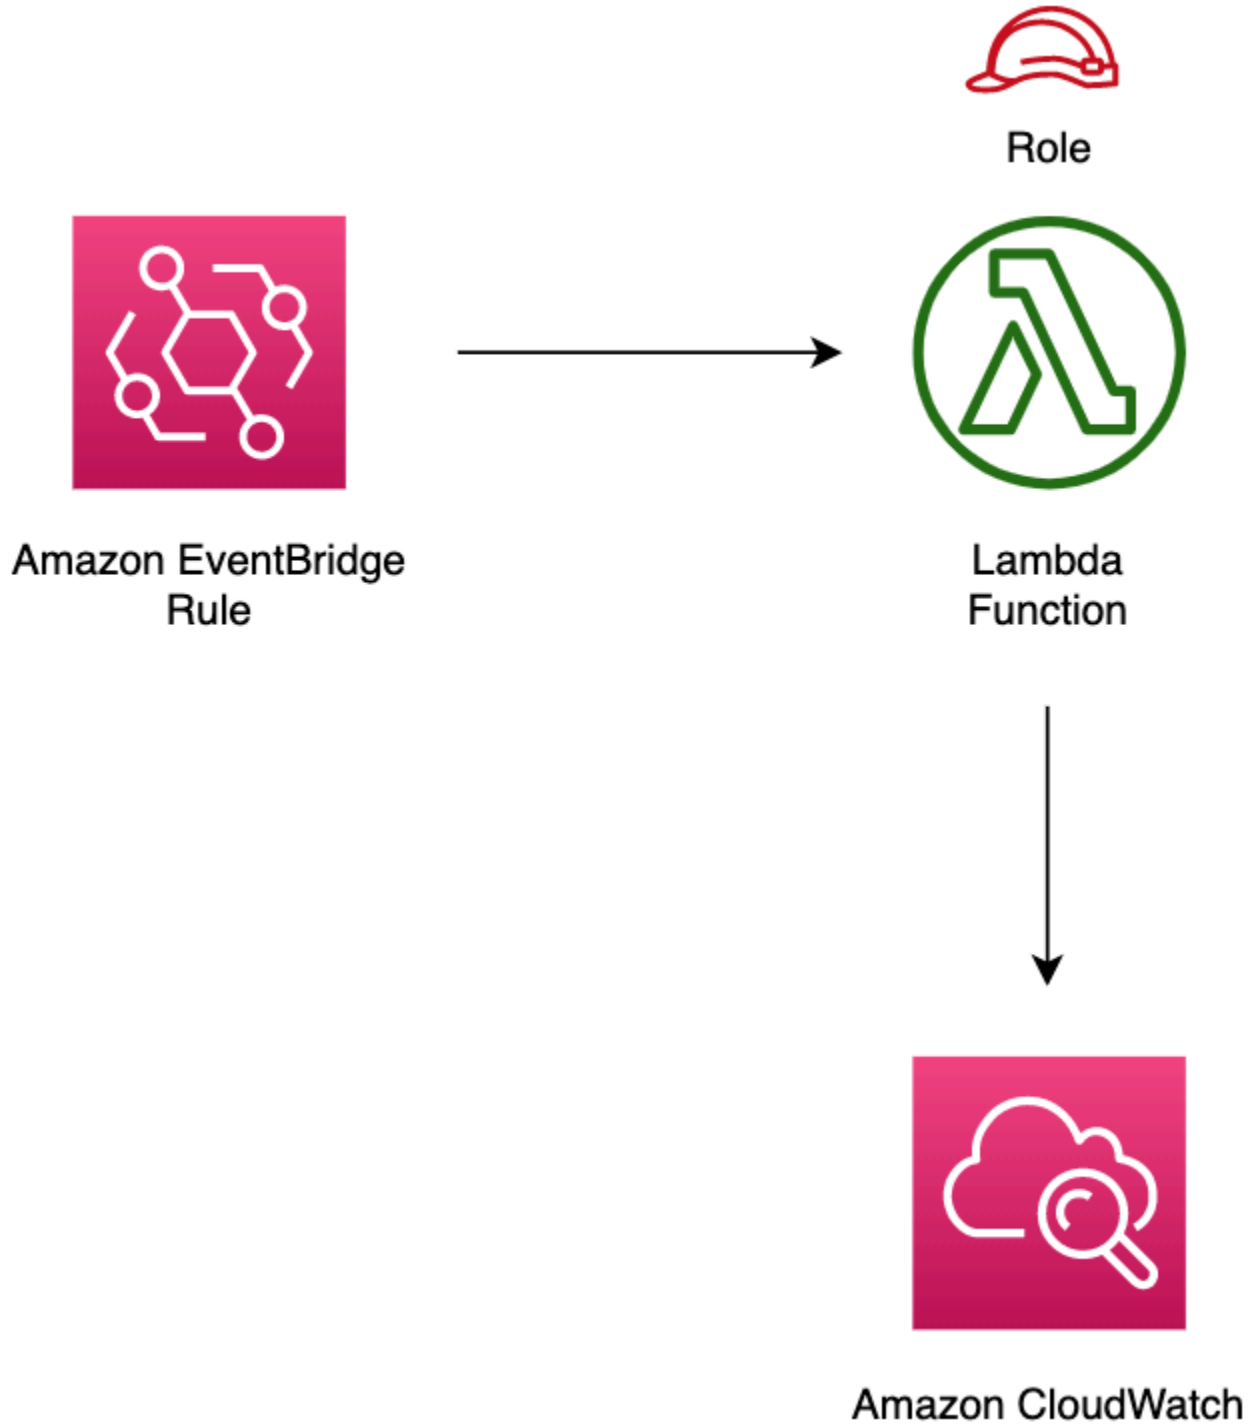 Role
Amazon EventBridge
Rule
Lambda
Function
Amazon CloudWatch